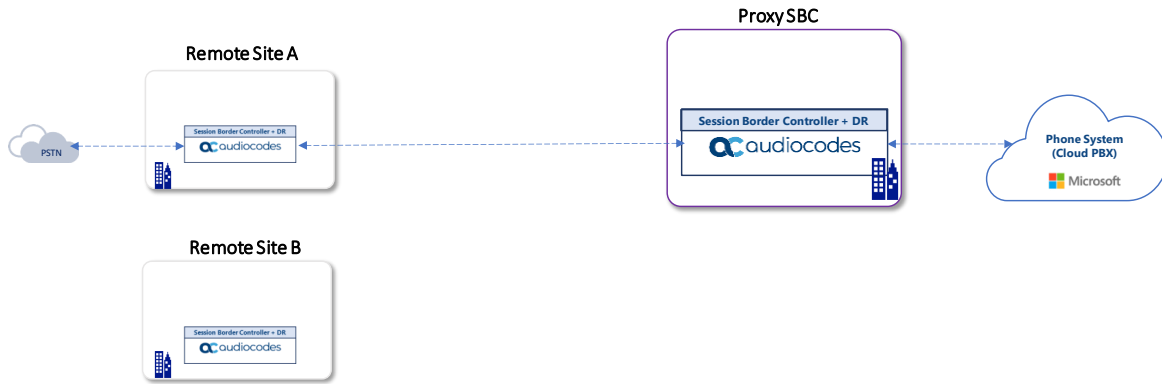 Proxy SBC
Remote Site A
Session Border Controller + DR
audiocodes
PSTN
Session Border Controller + DR
audiocodes
Phone System
(Cloud PBX)
Microsoft
Remote Site B
Session Border Controller + DR
audiocodes